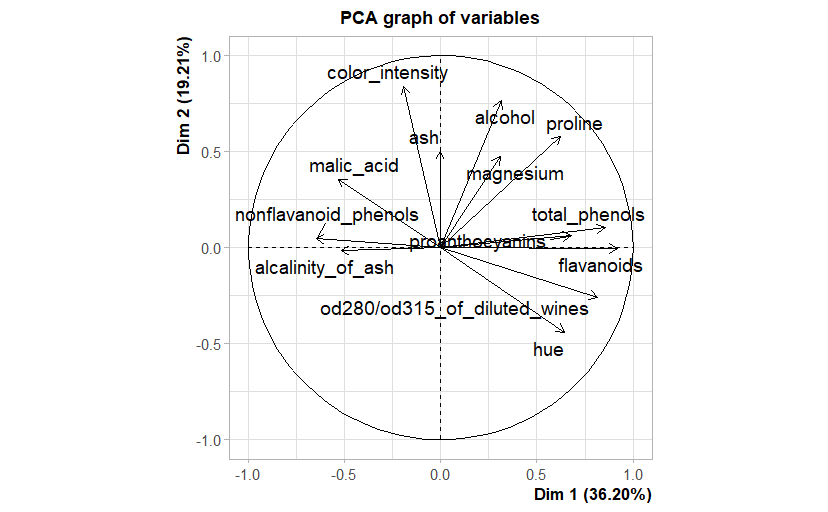 PCA graph of variables
Dim 2 (19.21%)
1.0
0.5
0.0
-0.5
-1.0
color_intensity
alcohol
proline
ash
malic_acid
magnesium
nonflavanoid_phenols
total_phenols
proanthocyanins
flavanoids
alcalinity_of_ash
od280/od315_of_diluted_wines
hue
-1.0 -0.5 0.0 0.5 1.0
Dim 1 (36.20%)